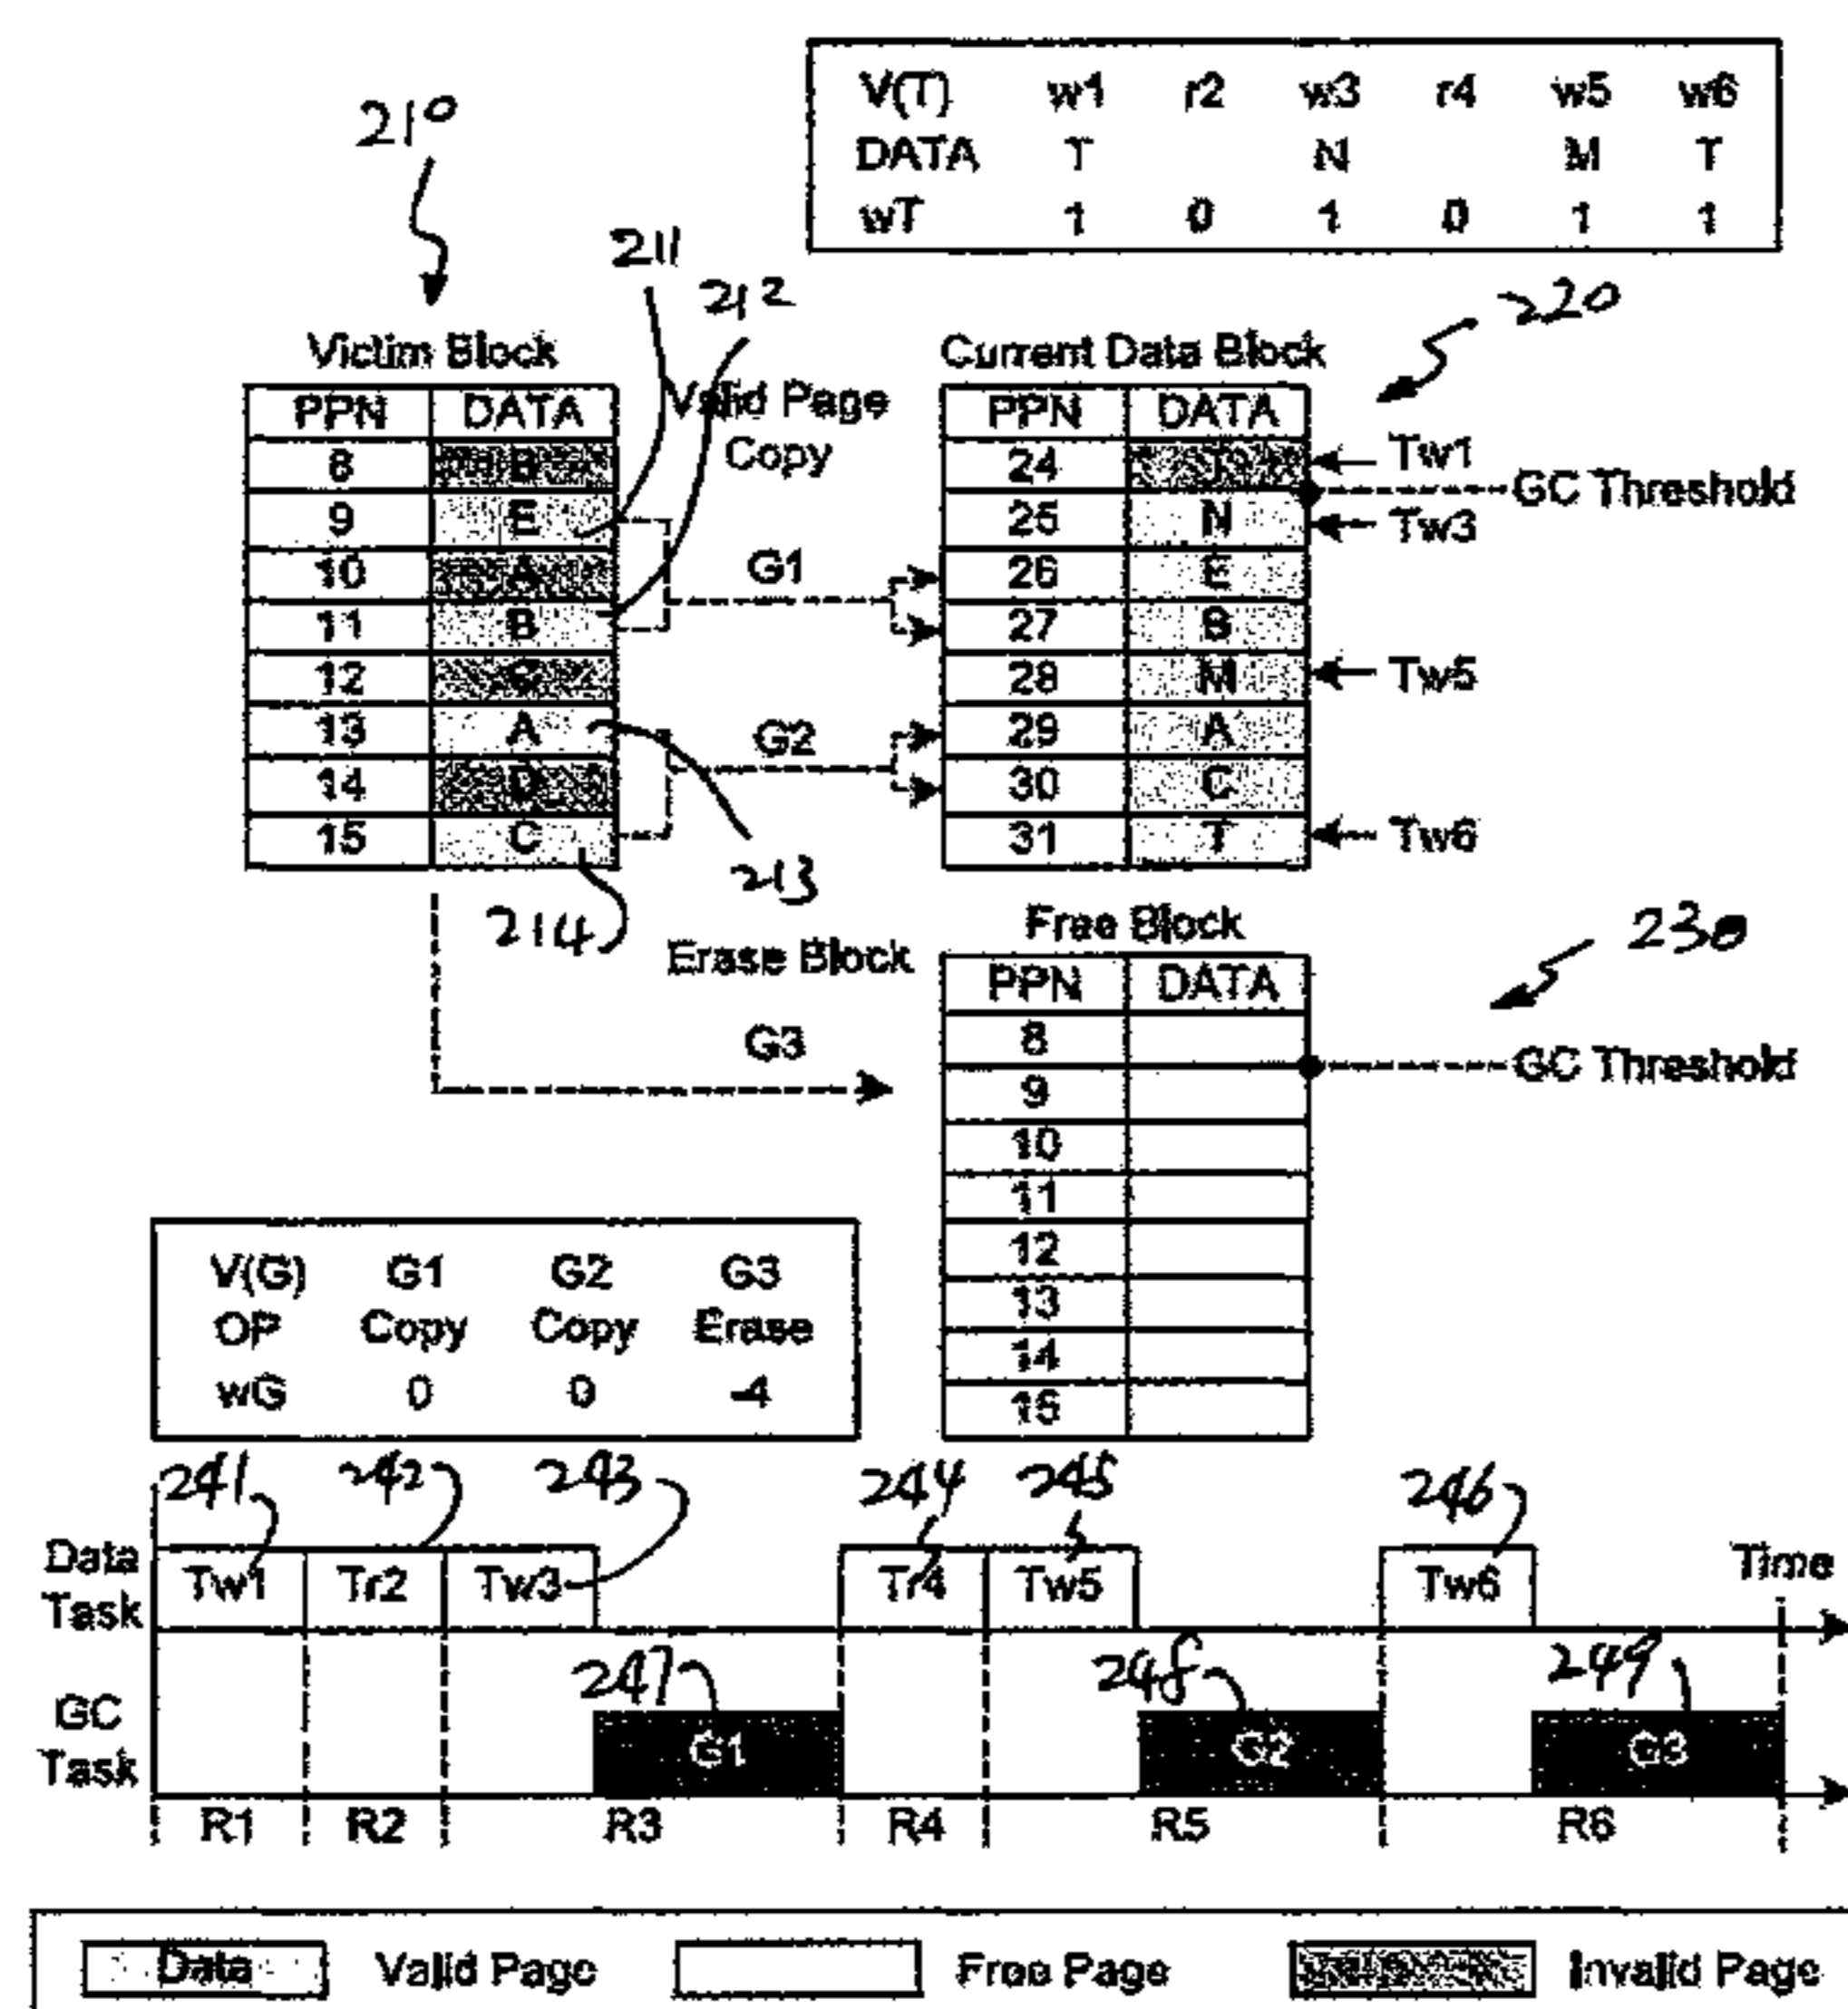 V(T) w1 r2 w3 r4 w5 w6
DATA T N M T
wT 1 0 1 0 1 1
210
211
212
220
Victim Block
PPN DATA
8 B
9 E
10 A
11 B
12 C
13 A
14 D
15 C
Valid Page
Copy
G1
G2
213
214
Current Data Block
PPN DATA
24 T
25 N
26 E
27 B
28 M
29 A
30 C
31 T
Tw1
GC Threshold
Tw3
Tw5
Tw6
Erase Block
G3
Free Block
230
PPN DATA
8
9
10
11
12
13
14
15
GC Threshold
V(G) G1 G2 G3
OP Copy Copy Erase
wG 0 0 -4
241 242 243 244 245 246
Data
Task
Tw1 Tr2 Tw3 Tr4 Tw5 Tw6
Time
247 248 249
GC
Task
G1 G2 G3
R1 R2 R3 R4 R5 R6
Data Valid Page Free Page Invalid Page